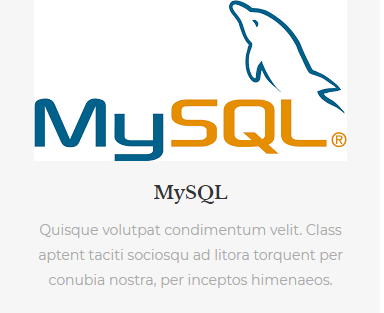 MySQL®
MySQL
Quisque volutpat condimentum velit. Class
aptent taciti sociosqu ad litora torquent per
conubia nostra, per inceptos himenaeos.